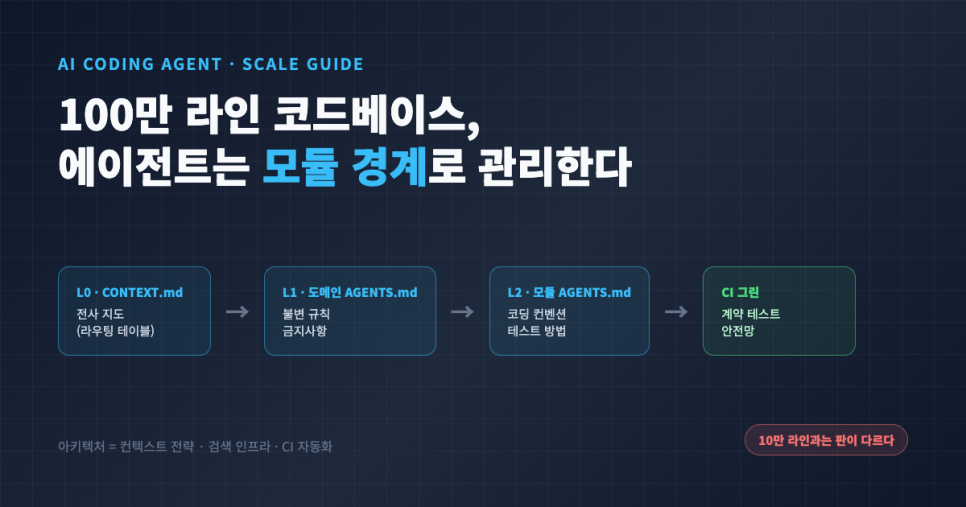 AI CODING AGENT · SCALE GUIDE
100만 라인 코드베이스,
에이전트는 모듈 경계로 관리한다
L0 · CONTEXT.md
전사 지도
(라우팅 테이블)
→
L1 · 도메인 AGENTS.md
불변 규칙
금지사항
→
L2 · 모듈 AGENTS.md
코딩 컨벤션
테스트 방법
→
CI 그린
계약 테스트
안전망
아키텍처 = 컨텍스트 전략 · 검색 인프라 · CI 자동화
10만 라인과는 판이 다르다